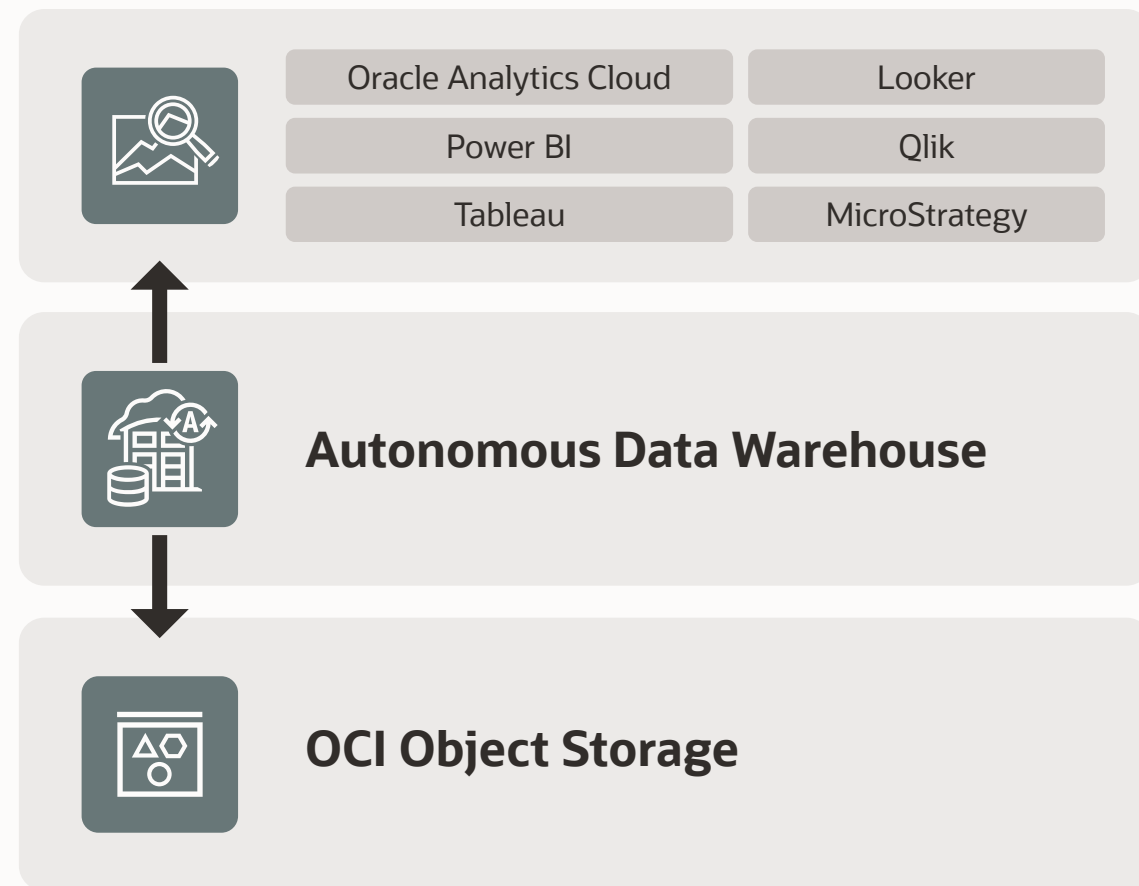 Oracle Analytics Cloud
Looker
Power BI
Qlik
Tableau
MicroStrategy
A
Autonomous Data Warehouse
OCI Object Storage